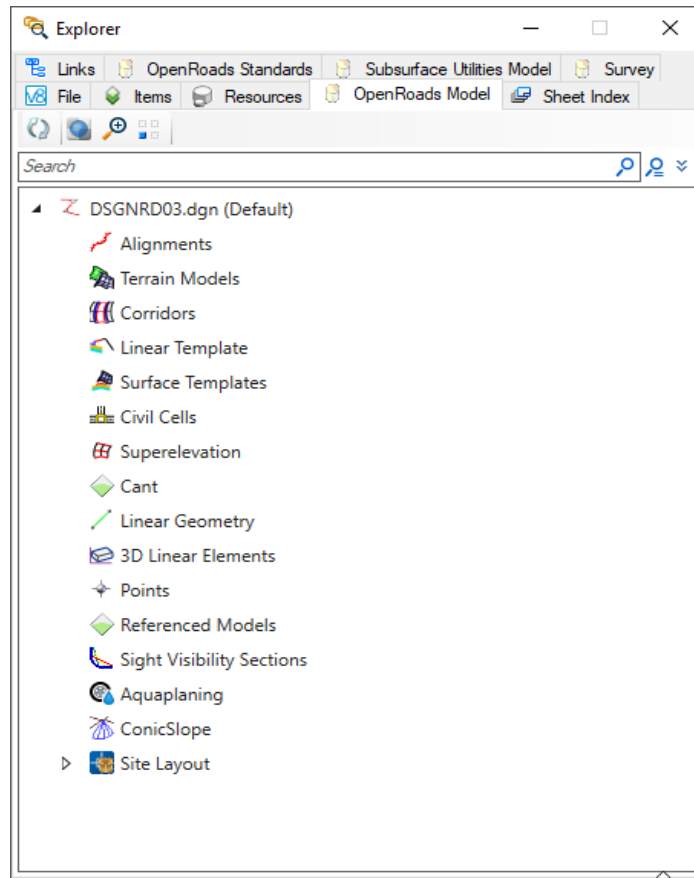 Explorer
Links OpenRoads Standards Subsurface Utilities Model Survey
V8 File Items Resources OpenRoads Model Sheet Index
Search
DSGNRD03.dgn (Default)
Alignments
Terrain Models
Corridors
Linear Template
Surface Templates
Civil Cells
Superelevation
Cant
Linear Geometry
3D Linear Elements
Points
Referenced Models
Sight Visibility Sections
Aquaplaning
ConicSlope
Site Layout